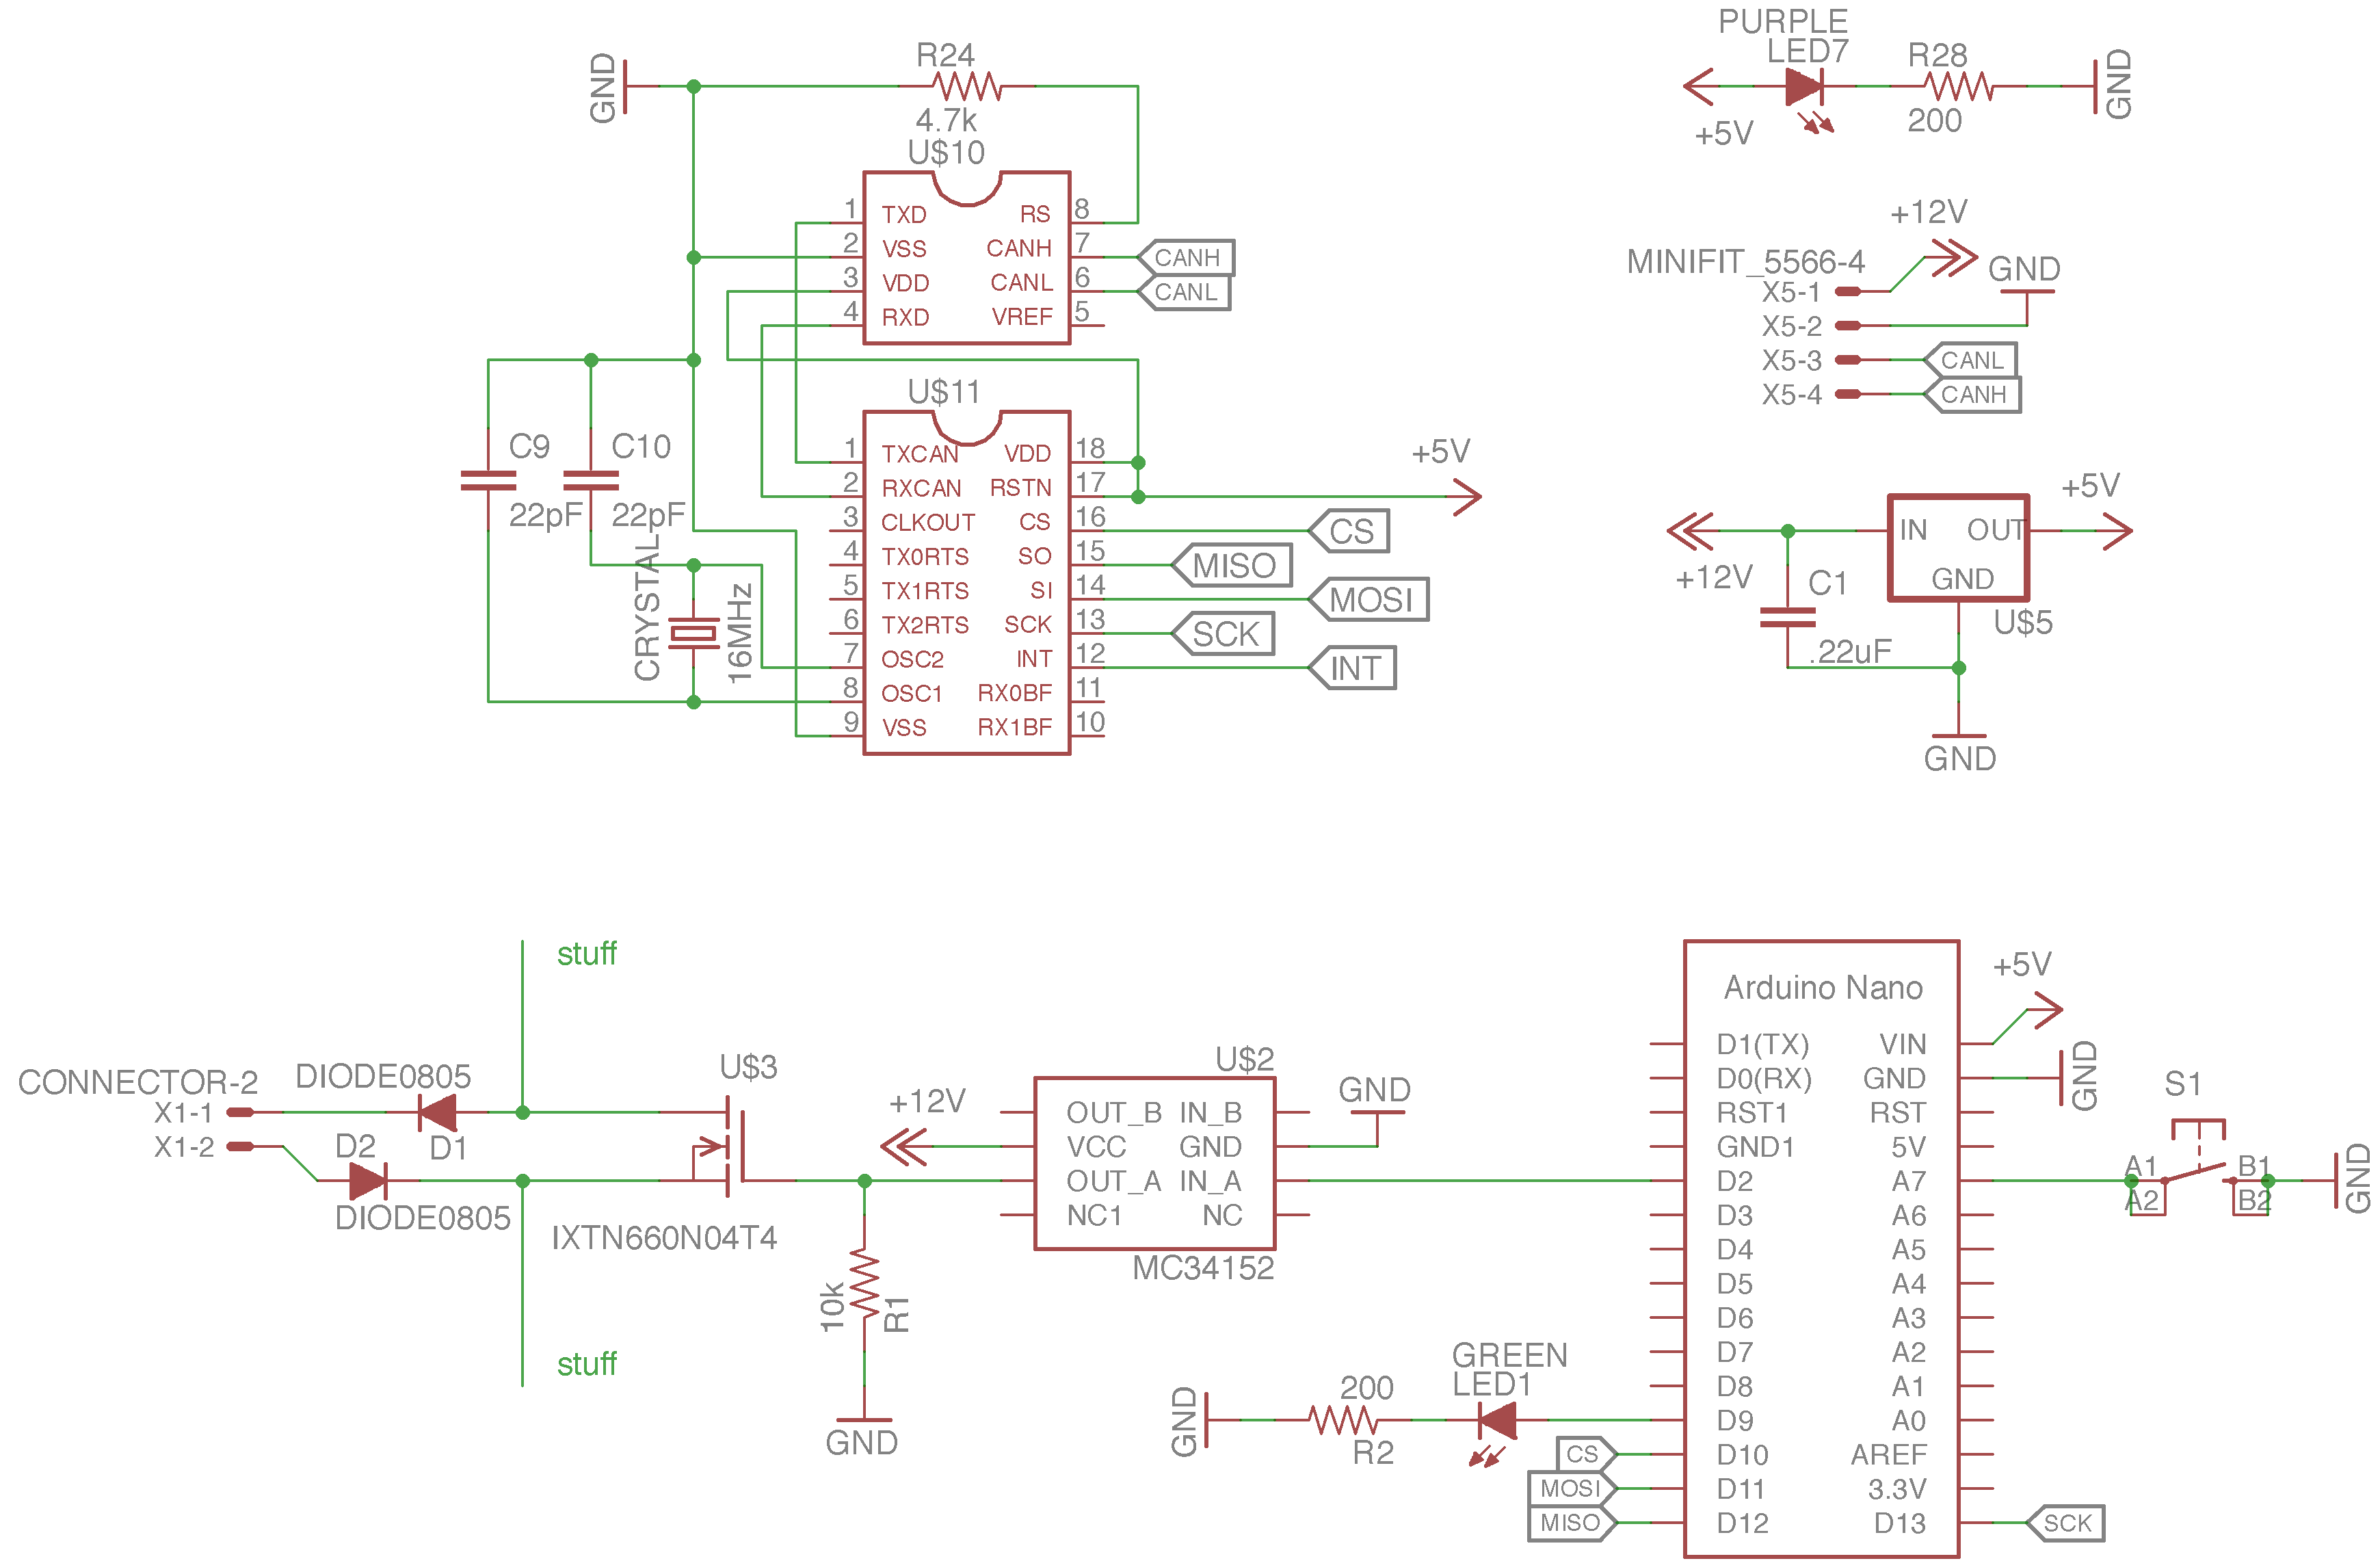 PURPLE
LED7
R28
200
+5V
GND
GND
R24
4.7k
U$10
1 TXD RS 8
2 VSS CANH 7
3 VDD CANL 6
4 RXD VREF 5
CANH
CANL
+12V
MINIFIT_5566-4
GND
X5-1
X5-2
X5-3 CANL
X5-4 CANH
U$11
1 TXCAN VDD 18
2 RXCAN RSTN 17
3 CLKOUT CS 16
4 TX0RTS SO 15
5 TX1RTS SI 14
6 TX2RTS SCK 13
7 OSC2 INT 12
8 OSC1 RX0BF 11
9 VSS RX1BF 10
+5V
CS
MISO
MOSI
SCK
INT
C9
22pF
C10
22pF
CRYSTAL
16MHz
+12V
C1
.22uF
IN OUT
GND
+5V
U$5
GND
stuff
CONNECTOR-2
X1-1
X1-2
DIODE0805
D1
D2
DIODE0805
stuff
U$3
IXTN660N04T4
+12V
10k
R1
GND
U$2
OUT_B IN_B
VCC GND
OUT_A IN_A
NC1 NC
MC34152
GND
GND
200
R2
GREEN
LED1
CS
MOSI
MISO
Arduino Nano
D1(TX) VIN
D0(RX) GND
RST1 RST
GND1 5V
D2 A7
D3 A6
D4 A5
D5 A4
D6 A3
D7 A2
D8 A1
D9 A0
D10 AREF
D11 3.3V
D12 D13
+5V
GND
S1
A1 B1
A2 B2
GND
SCK